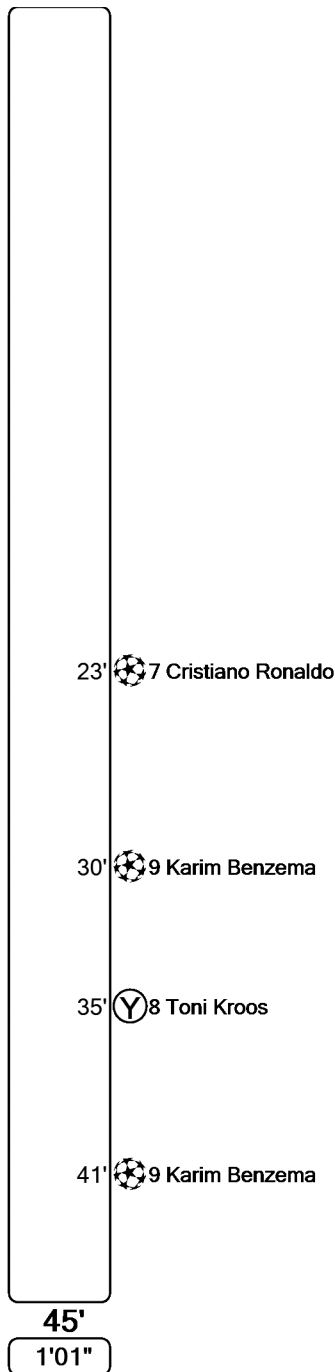 23' 7 Cristiano Ronaldo
30' 9 Karim Benzema
35' Y 8 Toni Kroos
41' 9 Karim Benzema
45'
1'01"